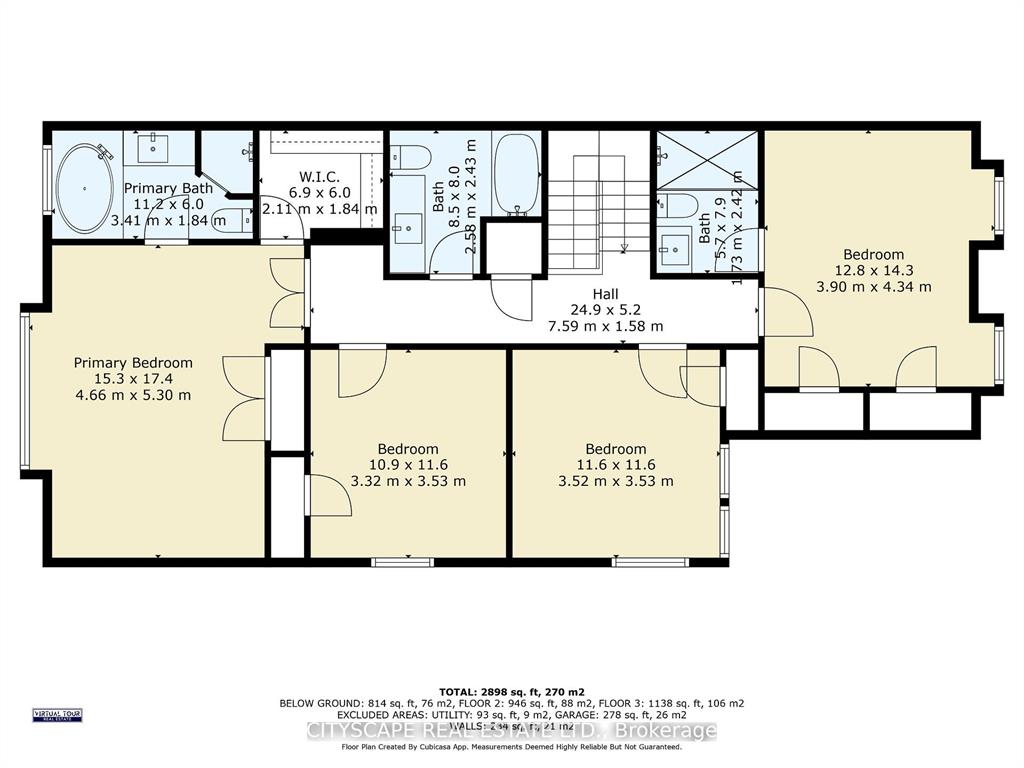 Primary Bath
11.2 x 6.0
3.41 m x 1.84 m
W.I.C.
6.9 x 6.0
2.11 m x 1.84 m
Bath
8.5 x 8.0
2.58 m x 2.43 m
Bath
5.7 x 7.9
1.73 m x 2.42 m
Bedroom
12.8 x 14.3
3.90 m x 4.34 m
Hall
24.9 x 5.2
7.59 m x 1.58 m
Primary Bedroom
15.3 x 17.4
4.66 m x 5.30 m
Bedroom
10.9 x 11.6
3.32 m x 3.53 m
Bedroom
11.6 x 11.6
3.52 m x 3.53 m
TOTAL: 2898 sq. ft, 270 m2
BELOW GROUND: 814 sq. ft, 76 m2, FLOOR 2: 946 sq. ft, 88 m2, FLOOR 3: 1138 sq. ft, 106 m2
EXCLUDED AREAS: UTILITY: 93 sq. ft, 9 m2, GARAGE: 278 sq. ft, 26 m2
WALLS: sq. ft, 21 m2
CITYSCAPE REAL ESTATE LTD., Brokerage
Floor Plan Created By Cubicasa App. Measurements Deemed Highly Reliable But Not Guaranteed.
VIRTUAL TOUR
REAL ESTATE